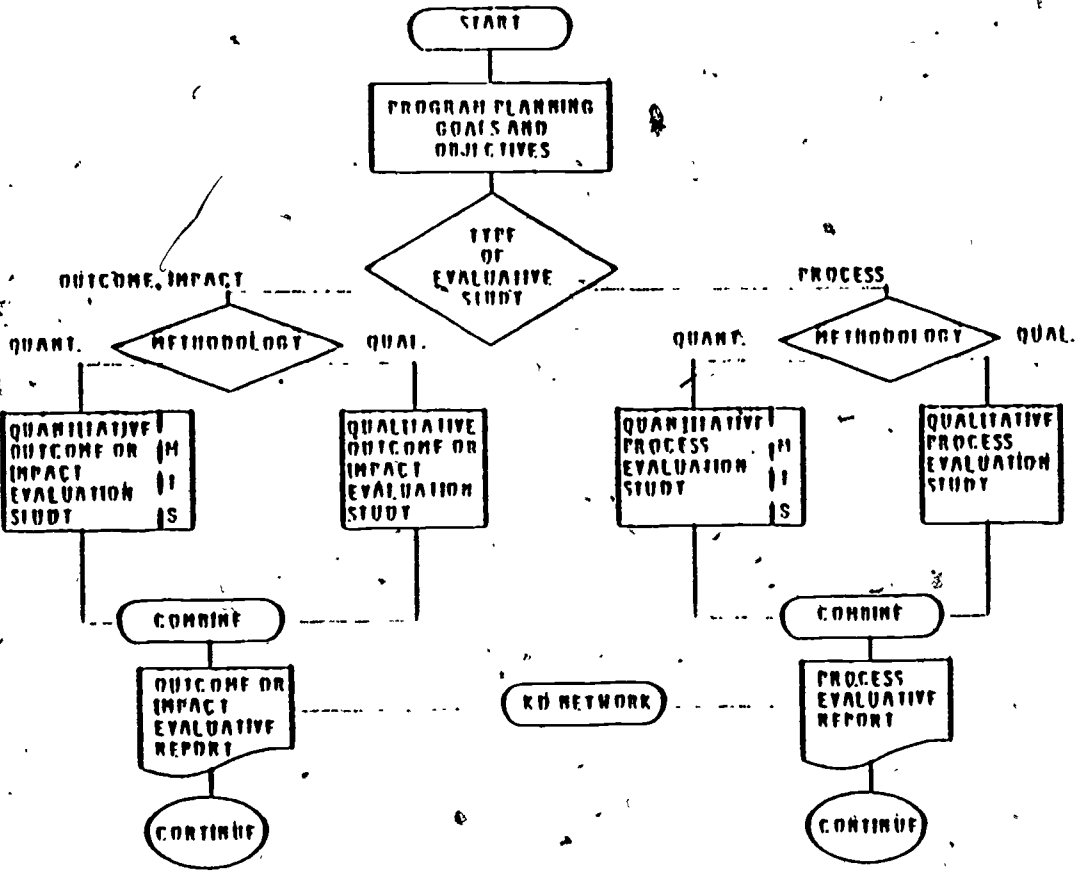 START
PROGRAM PLANNING
GOALS AND
OBJECTIVES
TYPE
OF
EVALUATIVE
STUDY
OUTCOME, IMPACT
PROCESS
QUANT.
METHODOLOGY
QUAL.
QUANT.
METHODOLOGY
QUAL.
QUANTITATIVE
OUTCOME OR
IMPACT
EVALUATION
STUDY
M
I
S
QUALITATIVE
OUTCOME OR
IMPACT
EVALUATION
STUDY
QUANTITATIVE
PROCESS
EVALUATION
STUDY
M
I
S
QUALITATIVE
PROCESS
EVALUATION
STUDY
COMBINE
COMBINE
OUTCOME OR
IMPACT
EVALUATIVE
REPORT
KD NETWORK
PROCESS
EVALUATIVE
REPORT
CONTINUE
CONTINUE